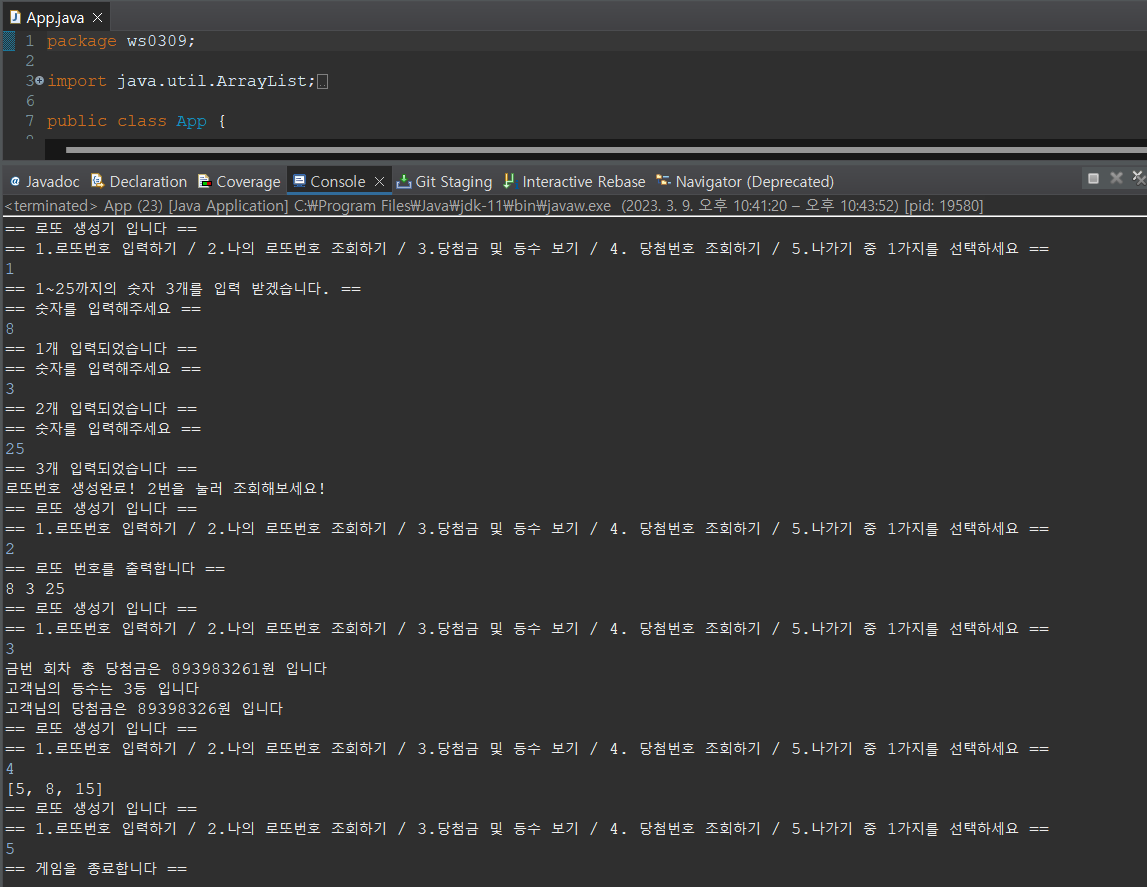 App.java
1 package ws0309;
2
3 import java.util.ArrayList;
6
7 public class App {
Javadoc Declaration Coverage Console Git Staging Interactive Rebase Navigator (Deprecated)
<terminated> App (23) [Java Application] C:₩Program Files₩Java₩jdk-11₩bin₩javaw.exe (2023. 3. 9. 오후 10:41:20 – 오후 10:43:52) [pid: 19580]
== 로또 생성기 입니다 ==
== 1.로또번호 입력하기 / 2.나의 로또번호 조회하기 / 3.당첨금 및 등수 보기 / 4. 당첨번호 조회하기 / 5.나가기 중 1가지를 선택하세요 ==
1
== 1~25까지의 숫자 3개를 입력 받겠습니다. ==
== 숫자를 입력해주세요 ==
8
== 1개 입력되었습니다 ==
== 숫자를 입력해주세요 ==
3
== 2개 입력되었습니다 ==
== 숫자를 입력해주세요 ==
25
== 3개 입력되었습니다 ==
로또번호 생성완료! 2번을 눌러 조회해보세요!
== 로또 생성기 입니다 ==
== 1.로또번호 입력하기 / 2.나의 로또번호 조회하기 / 3.당첨금 및 등수 보기 / 4. 당첨번호 조회하기 / 5.나가기 중 1가지를 선택하세요 ==
2
== 로또 번호를 출력합니다 ==
8 3 25
== 로또 생성기 입니다 ==
== 1.로또번호 입력하기 / 2.나의 로또번호 조회하기 / 3.당첨금 및 등수 보기 / 4. 당첨번호 조회하기 / 5.나가기 중 1가지를 선택하세요 ==
3
금번 회차 총 당첨금은 893983261원 입니다
고객님의 등수는 3등 입니다
고객님의 당첨금은 89398326원 입니다
== 로또 생성기 입니다 ==
== 1.로또번호 입력하기 / 2.나의 로또번호 조회하기 / 3.당첨금 및 등수 보기 / 4. 당첨번호 조회하기 / 5.나가기 중 1가지를 선택하세요 ==
4
[5, 8, 15]
== 로또 생성기 입니다 ==
== 1.로또번호 입력하기 / 2.나의 로또번호 조회하기 / 3.당첨금 및 등수 보기 / 4. 당첨번호 조회하기 / 5.나가기 중 1가지를 선택하세요 ==
5
== 게임을 종료합니다 ==